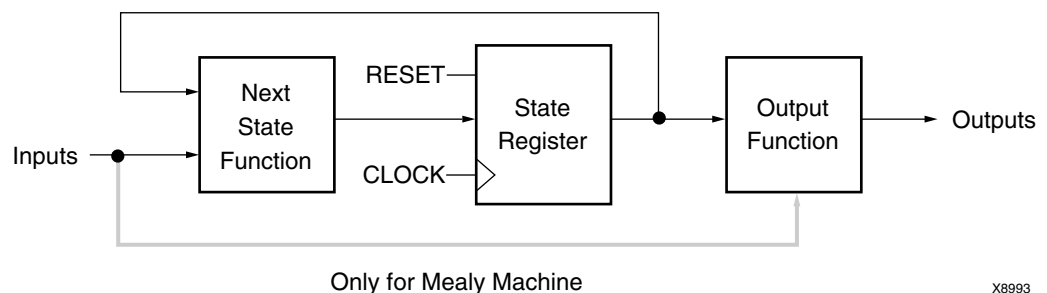 Inputs
Next
State
Function
RESET
CLOCK
State
Register
Output
Function
Outputs
Only for Mealy Machine
X8993